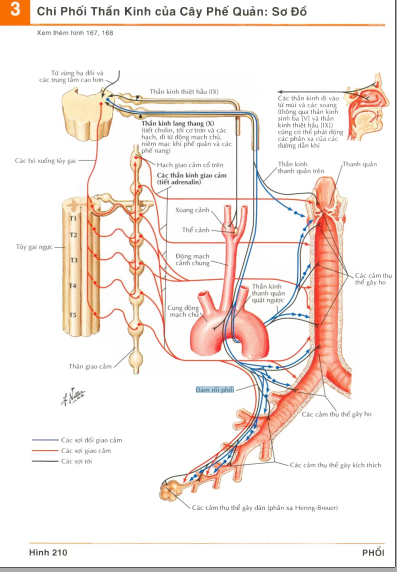 3 Chi Phối Thần Kinh của Cây Phế Quản: Sơ Đồ
Xem thêm hình 167, 168
Từ vùng hạ đồi và
các trung tâm cao hơn
Thần kinh thiệt hầu (IX)
Các thần kinh đi vào
từ mũi và các xoang
(thông qua thần kinh
sinh ba [V] và thần
kinh thiệt hầu [IX])
cũng có thể phát động
các phản xạ của các
đường dẫn khí
Thần kinh lang thang (X)
(tiết cholin, tới cơ trơn và các
hạch, đi từ động mạch chủ,
niêm mạc khí phế quản và các
phế nang)
Các bó xuống tủy gai
Hạch giao cảm cổ trên
Các thần kinh giao cảm
(tiết adrenalin)
Thần kinh
thanh quản trên
Thanh quản
Xoang cảnh
Thể cảnh
T1
T2
T3
T4
T5
Tủy gai ngực
Động mạch
cảnh chung
Thần kinh
thanh quản
quặt ngược
Các cảm thụ
thể gây ho
Cung động
mạch chủ
Thân giao cảm
Đám rối phổi
Các cảm thụ thể gây ho
Các sợi đối giao cảm
Các sợi giao cảm
Các sợi tới
Các cảm thụ thể gây kích thích
Các cảm thụ thể gây dãn (phản xạ Hering-Breuer)
Hình 210
PHỔI